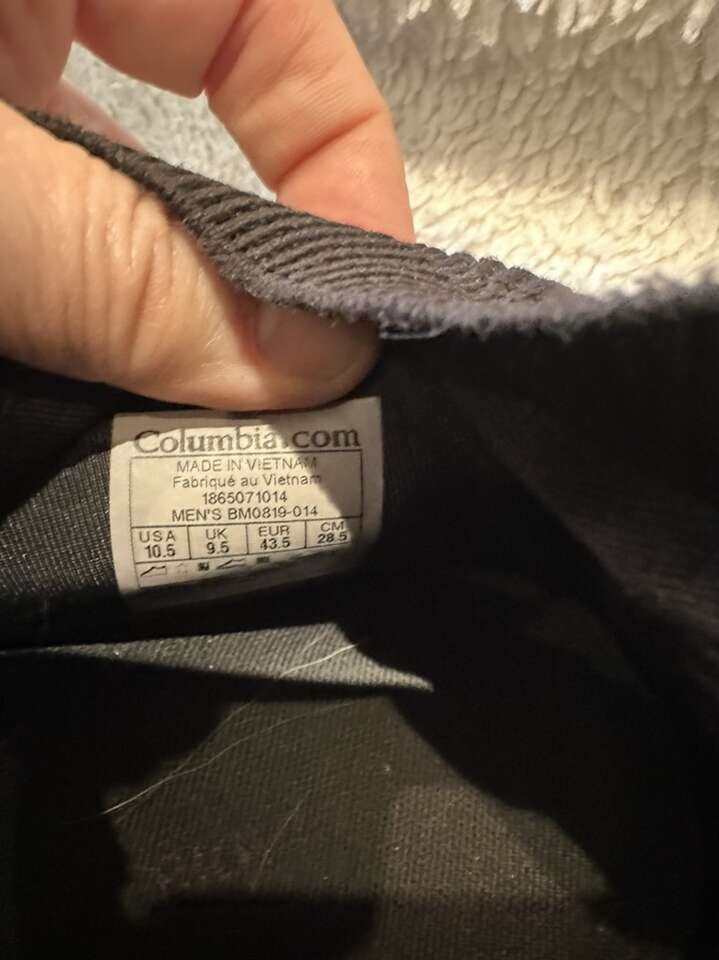 Columbia.com
MADE IN VIETNAM
Fabriqué au Vietnam
1865071014
MEN'S BM0819-014
USA UK EUR CM
10.5 9.5 43.5 28.5